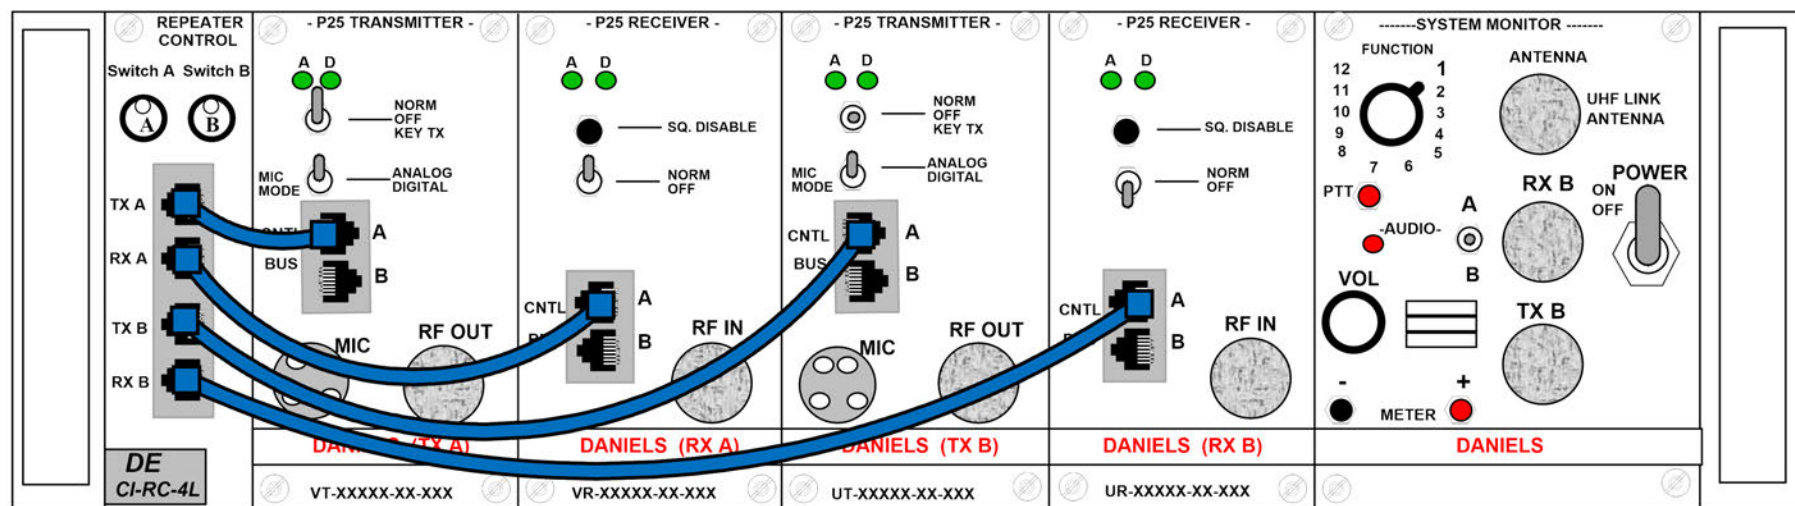 REPEATER
CONTROL
Switch A Switch B
A
B
TX A
RX A
TX B
RX B
DE
CI-RC-4L
- P25 TRANSMITTER -
A D
NORM
OFF
KEY TX
MIC
MODE
ANALOG
DIGITAL
A
BUS
B
MIC
RF OUT
DANIELS (TX A)
VT-XXXXX-XX-XXX
- P25 RECEIVER -
A D
SQ. DISABLE
NORM
OFF
CNTL
A
B
RF IN
DANIELS (RX A)
VR-XXXXX-XX-XXX
- P25 TRANSMITTER -
A D
NORM
OFF
KEY TX
MIC
MODE
ANALOG
DIGITAL
CNTL
A
BUS
B
MIC
RF OUT
DANIELS (TX B)
UT-XXXXX-XX-XXX
- P25 RECEIVER -
A D
SQ. DISABLE
NORM
OFF
CNTL
A
B
RF IN
DANIELS (RX B)
UR-XXXXX-XX-XXX
-------SYSTEM MONITOR -------
FUNCTION
12
11
10
9
8
7
6
5
4
3
2
1
ANTENNA
UHF LINK
ANTENNA
PTT
-AUDIO-
A
B
RX B
POWER
ON
OFF
VOL
TX B
- +
METER
DANIELS